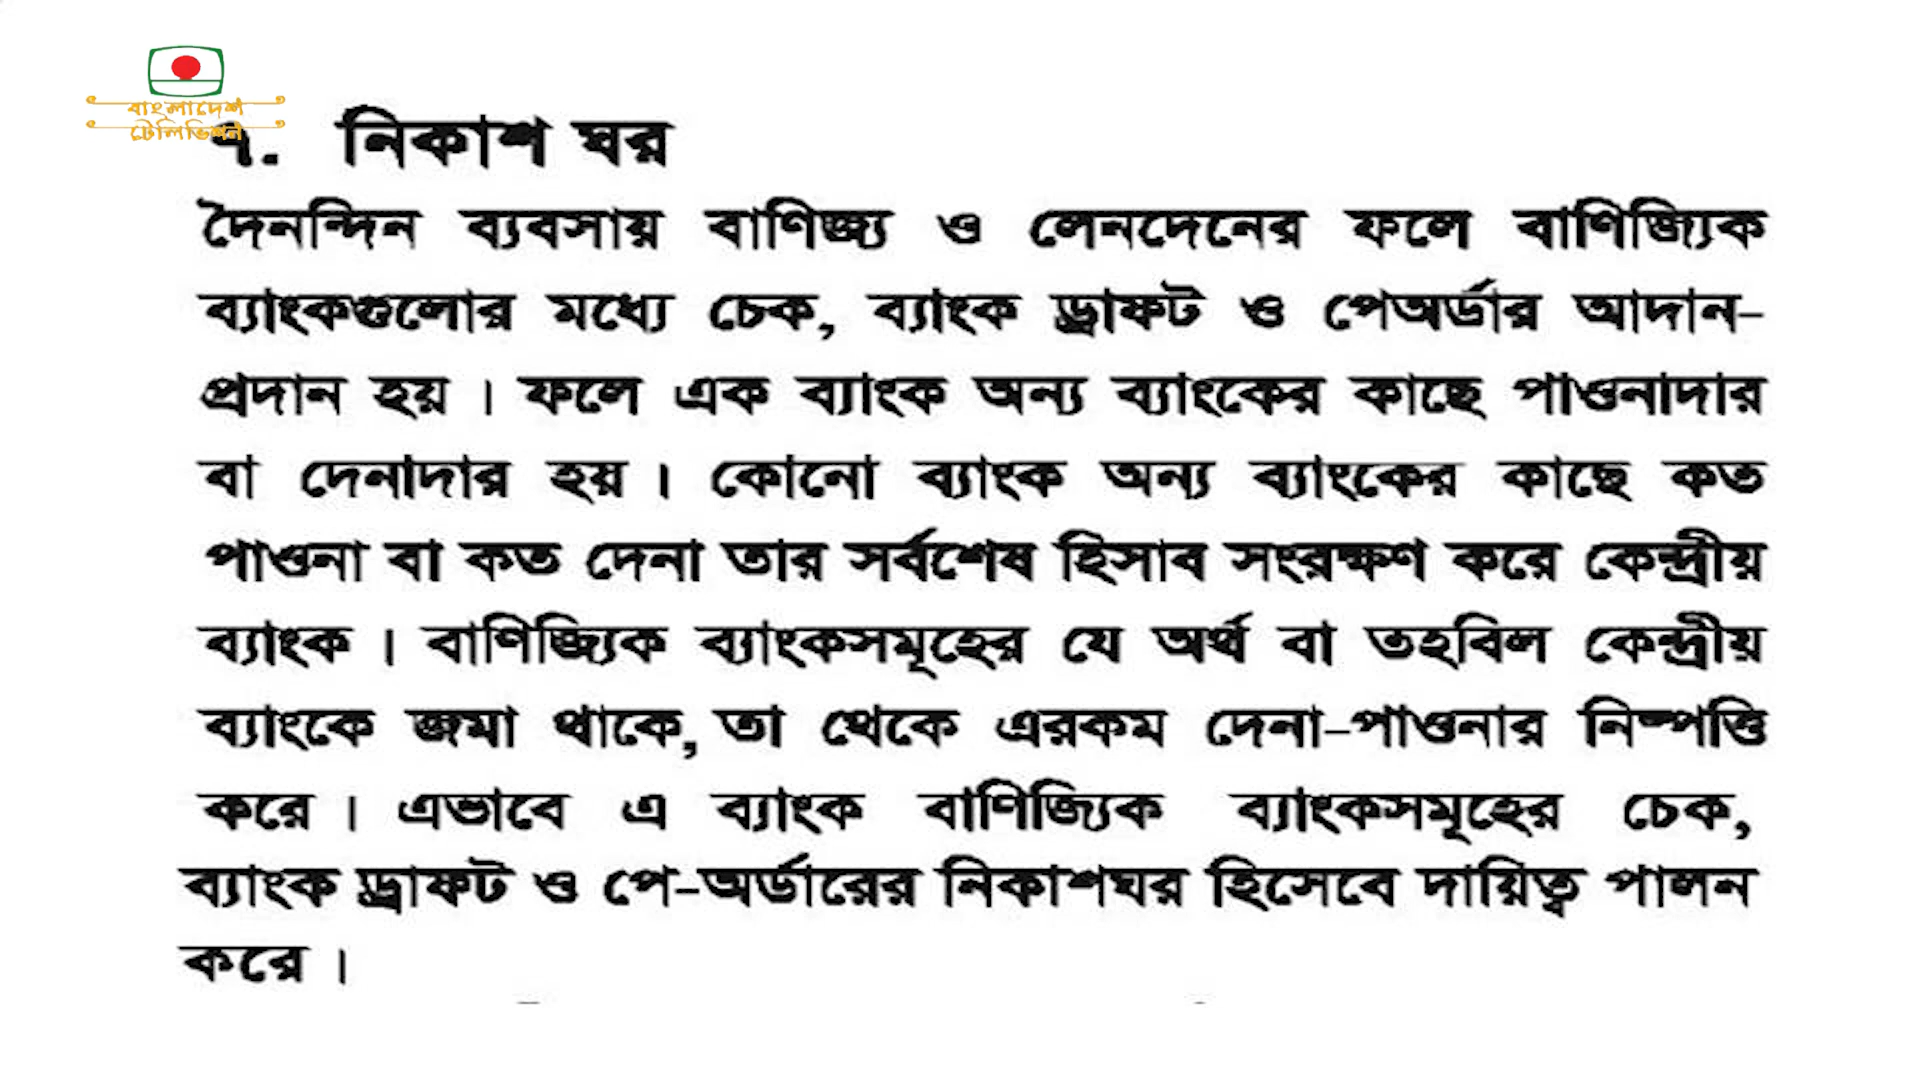 বাংলাদেশ
টেলিভিশন
৭. নিকাশ ঘর
দৈনন্দিন ব্যবসায় বাণিজ্য ও লেনদেনের ফলে বাণিজ্যিক
ব্যাংকগুলোর মধ্যে চেক, ব্যাংক ড্রাফট ও পেঅর্ডার আদান-
প্রদান হয়। ফলে এক ব্যাংক অন্য ব্যাংকের কাছে পাওনাদার
বা দেনাদার হয়। কোনো ব্যাংক অন্য ব্যাংকের কাছে কত
পাওনা বা কত দেনা তার সর্বশেষ হিসাব সংরক্ষণ করে কেন্দ্রীয়
ব্যাংক। বাণিজ্যিক ব্যাংকসমূহের যে অর্থ বা তহবিল কেন্দ্রীয়
ব্যাংকে জমা থাকে, তা থেকে এরকম দেনা-পাওনার নিষ্পত্তি
করে। এভাবে এ ব্যাংক বাণিজ্যিক ব্যাংকসমূহের চেক,
ব্যাংক ড্রাফট ও পে-অর্ডারের নিকাশঘর হিসেবে দায়িত্ব পালন
করে।